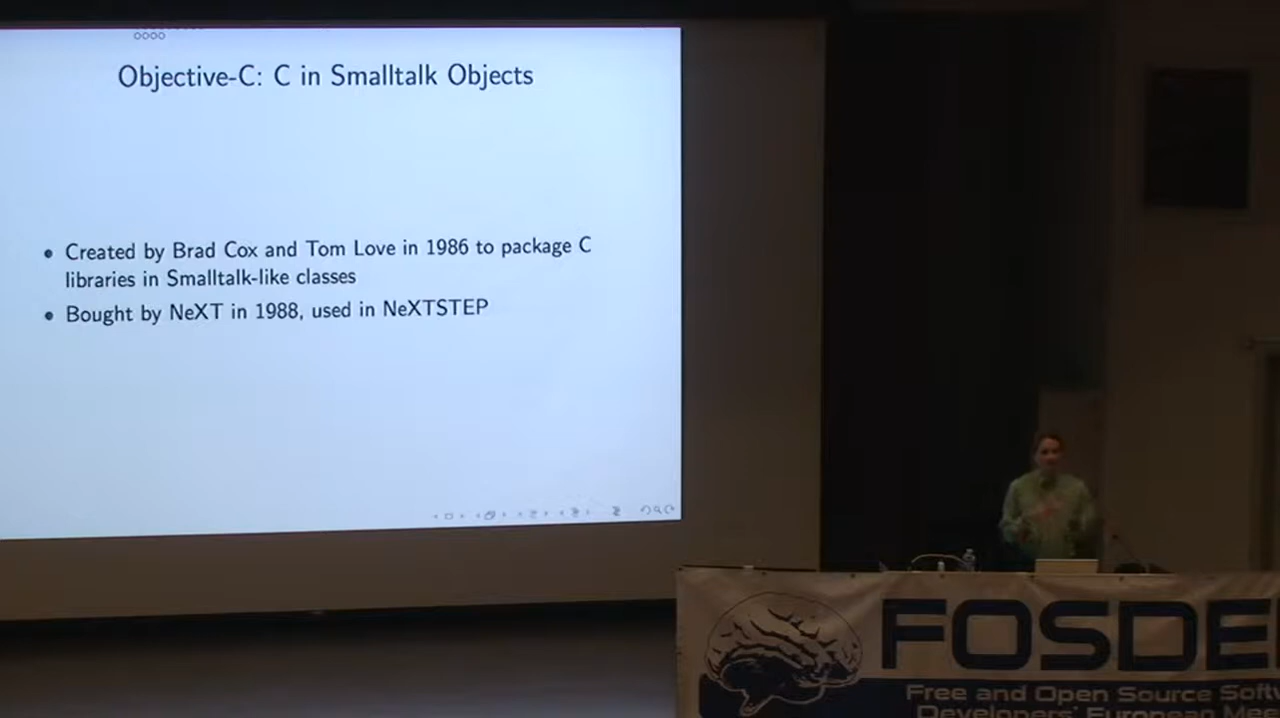 Objective-C: C in Smalltalk Objects
• Created by Brad Cox and Tom Love in 1986 to package C
libraries in Smalltalk-like classes
• Bought by NeXT in 1988, used in NeXTSTEP
FOSDE
Free and Open Source Softw
Developers' European Mee